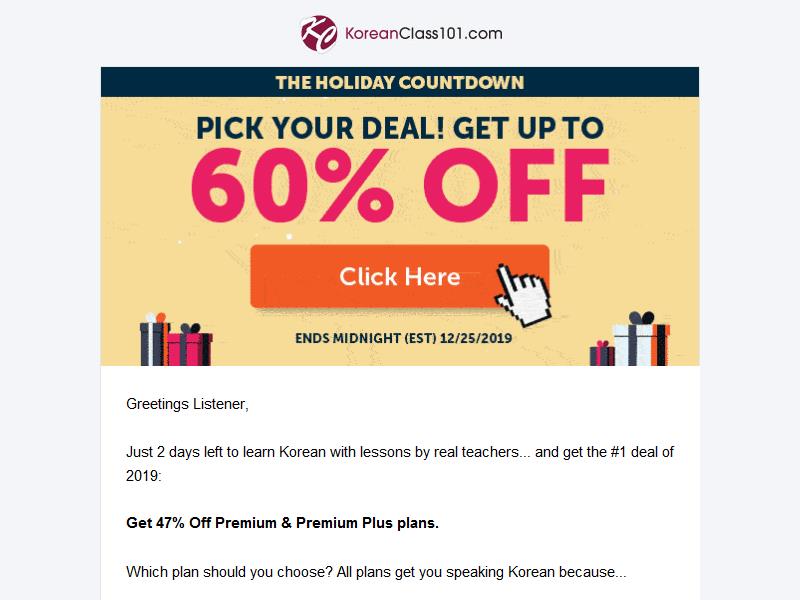 KoreanClass101.com
THE HOLIDAY COUNTDOWN
PICK YOUR DEAL! GET UP TO
60% OFF
Click Here
ENDS MIDNIGHT (EST) 12/25/2019
Greetings Listener,
Just 2 days left to learn Korean with lessons by real teachers... and get the #1 deal of
2019:
Get 47% Off Premium & Premium Plus plans.
Which plan should you choose? All plans get you speaking Korean because...